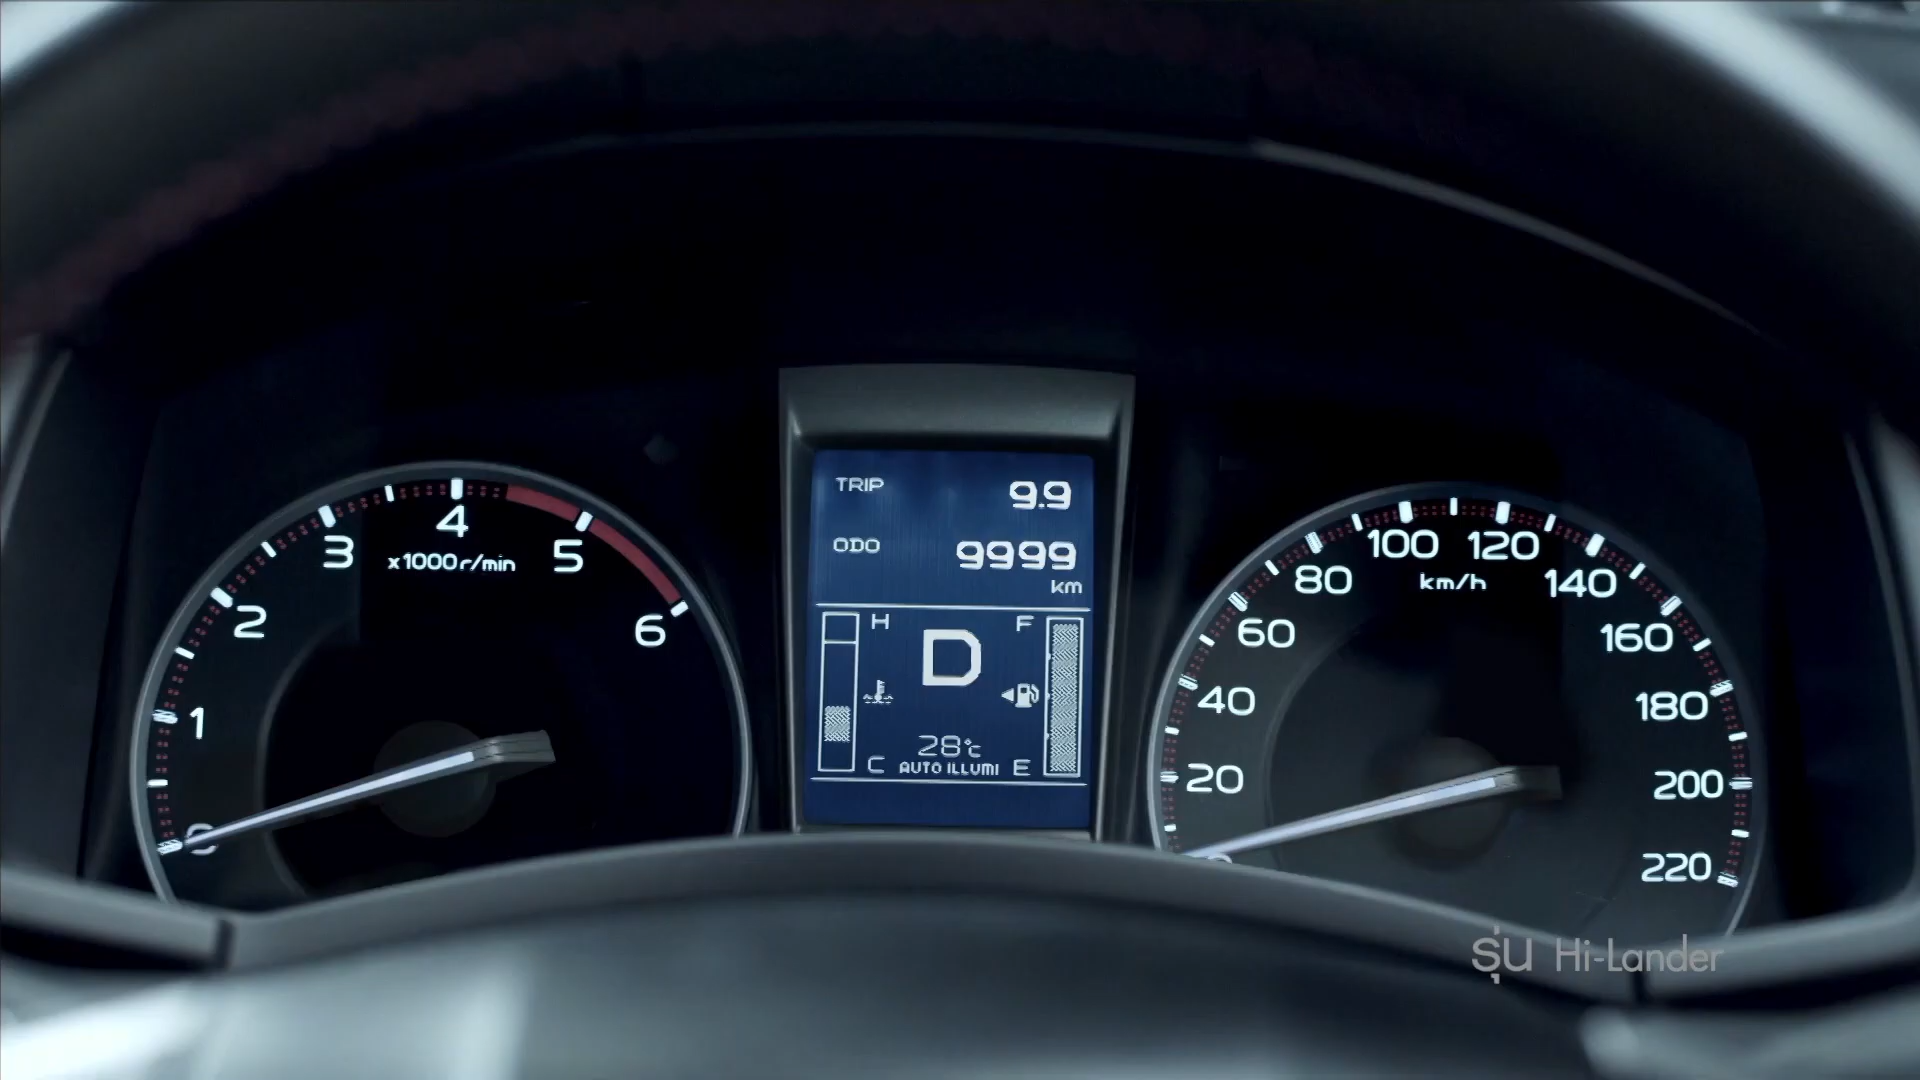 TRIP 9.9
ODO 9999
km
H F
D
28°c
C AUTO ILLUMI E
0 1 2 3 4 5 6
x1000r/min
0 20 40 60 80 100 120 140 160 180 200 220
km/h
รุ่น Hi-Lander